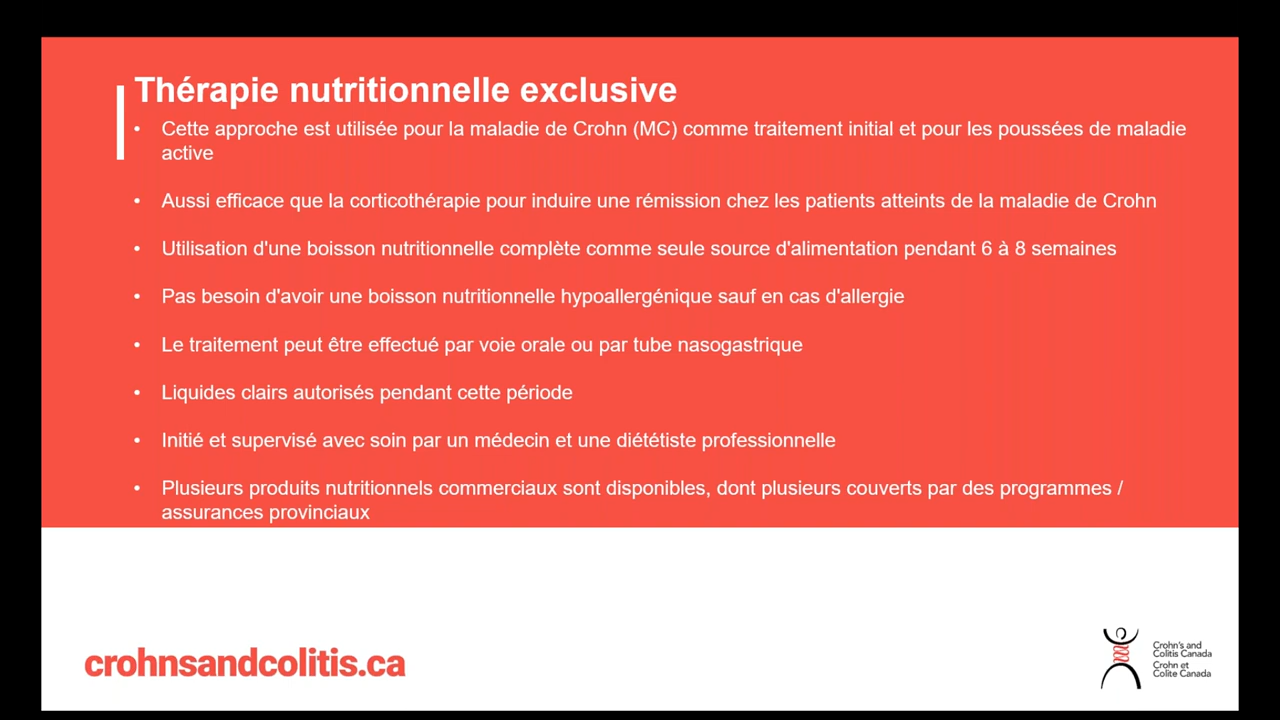 Thérapie nutritionnelle exclusive
• Cette approche est utilisée pour la maladie de Crohn (MC) comme traitement initial et pour les poussées de maladie
active
• Aussi efficace que la corticothérapie pour induire une rémission chez les patients atteints de la maladie de Crohn
• Utilisation d'une boisson nutritionnelle complète comme seule source d'alimentation pendant 6 à 8 semaines
• Pas besoin d'avoir une boisson nutritionnelle hypoallergénique sauf en cas d'allergie
• Le traitement peut être effectué par voie orale ou par tube nasogastrique
• Liquides clairs autorisés pendant cette période
• Initié et supervisé avec soin par un médecin et une diététiste professionnelle
• Plusieurs produits nutritionnels commerciaux sont disponibles, dont plusieurs couverts par des programmes /
assurances provinciaux
crohnsandcolitis.ca
Crohn's and
Colitis Canada
Crohn et
Colite Canada